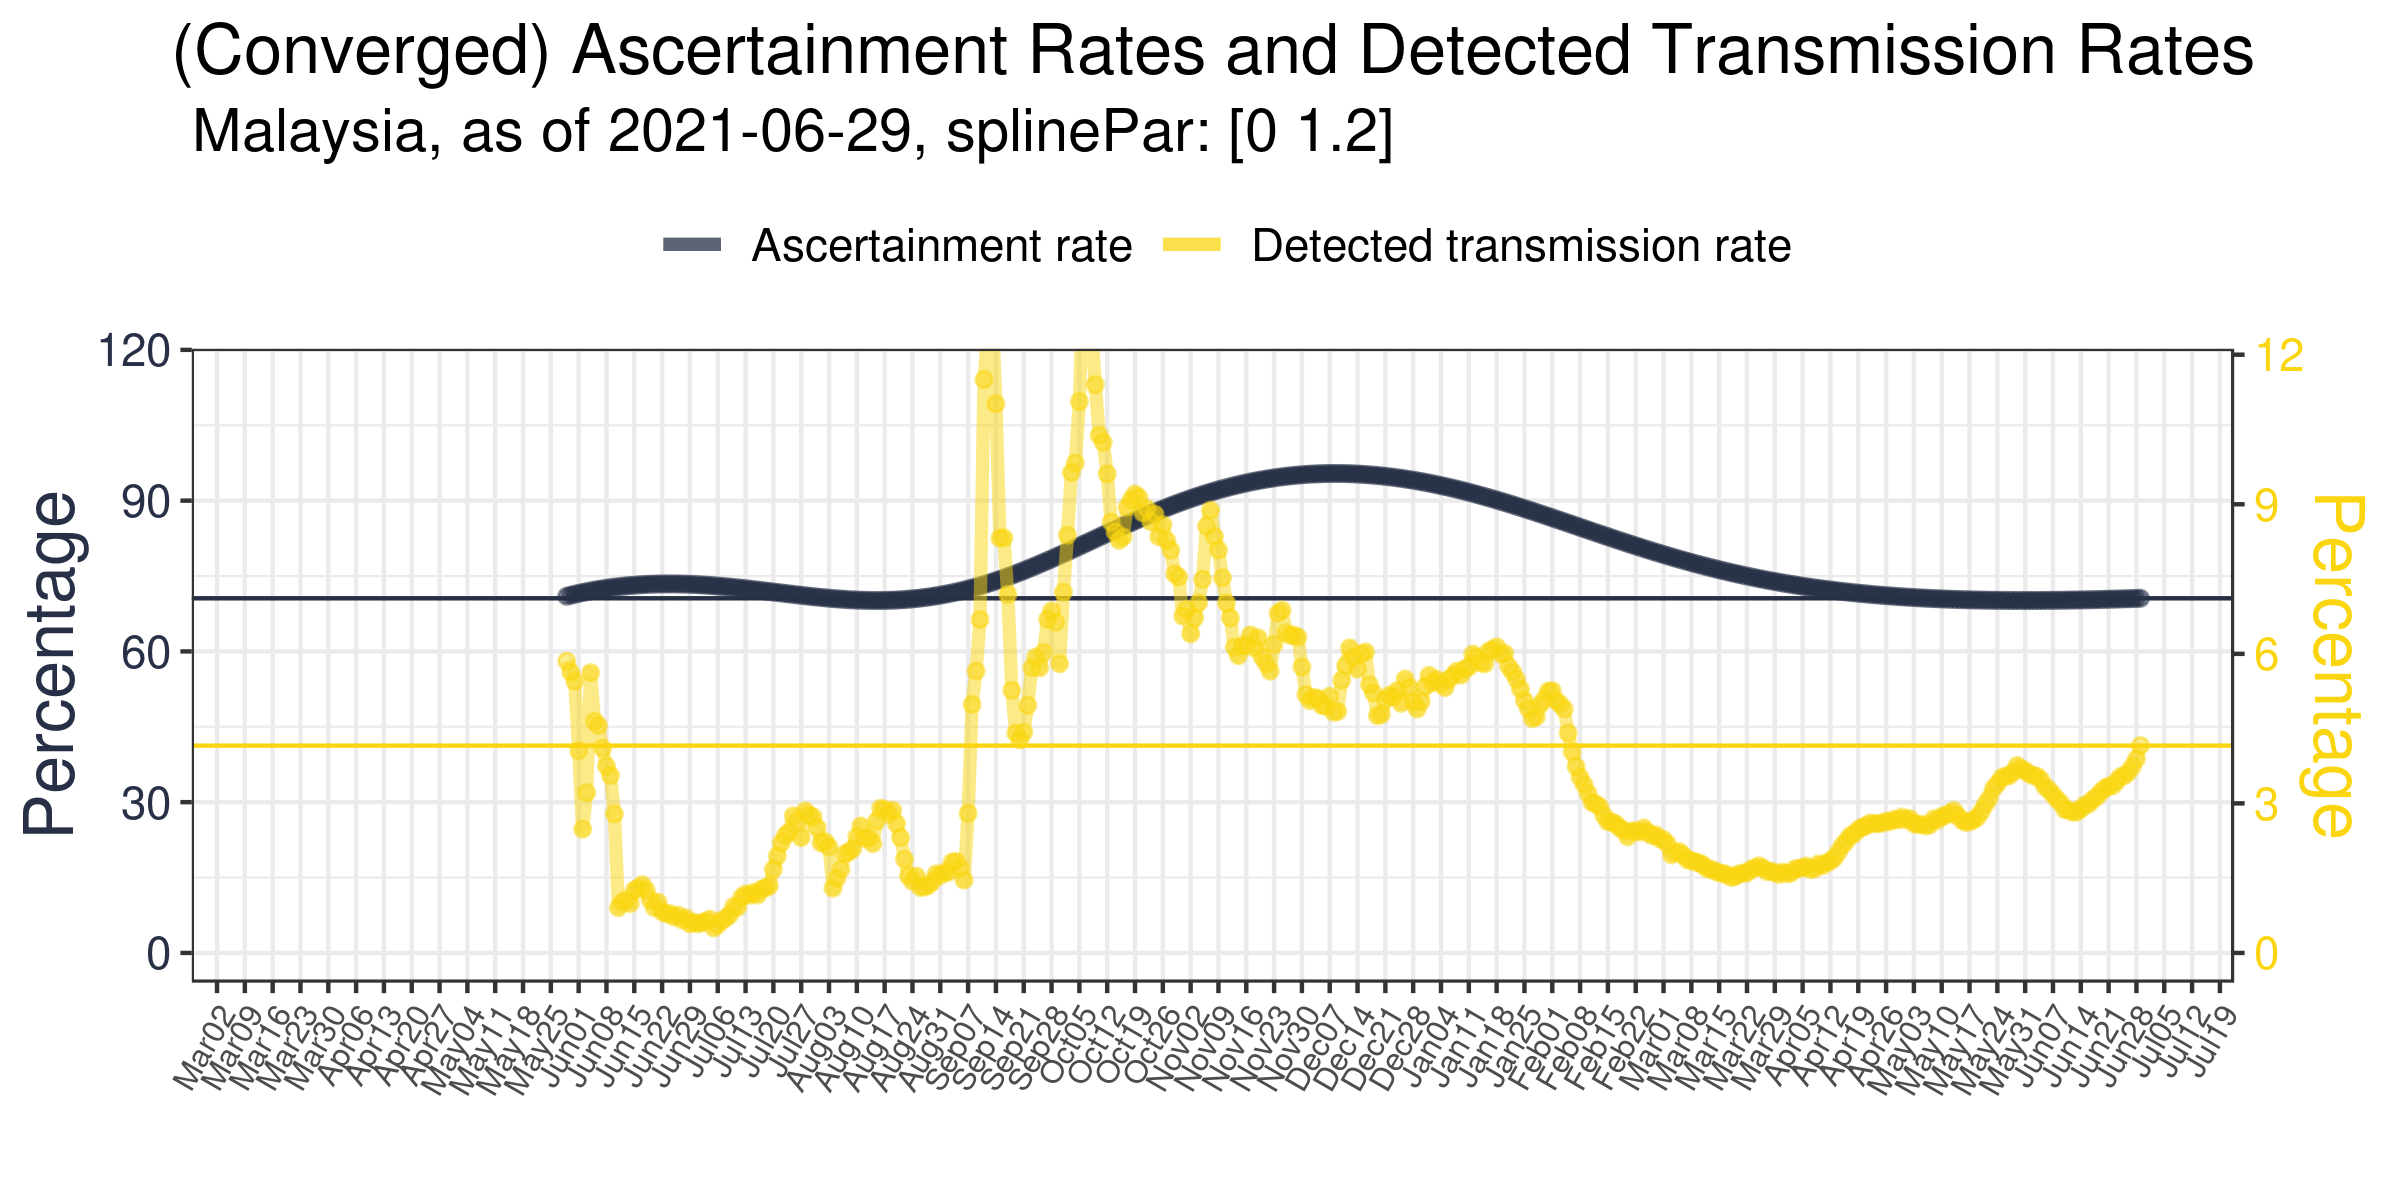 (Converged) Ascertainment Rates and Detected Transmission Rates
Malaysia, as of 2021-06-29, splinePar: [0 1.2]
Ascertainment rate
Detected transmission rate
Percentage
120
90
60
30
0
12
9
6
3
0
Percentage
Mar02
Mar09
Mar16
Mar23
Mar30
Apr06
Apr13
Apr20
Apr27
May04
May11
May18
May25
Jun01
Jun08
Jun15
Jun22
Jun29
Jul06
Jul13
Jul20
Jul27
Aug03
Aug10
Aug17
Aug24
Aug31
Sep07
Sep14
Sep21
Sep28
Oct05
Oct12
Oct19
Oct26
Nov02
Nov09
Nov16
Nov23
Nov30
Dec07
Dec14
Dec21
Dec28
Jan04
Jan11
Jan18
Jan25
Feb01
Feb08
Feb15
Feb22
Mar01
Mar08
Mar15
Mar22
Mar29
Apr05
Apr12
Apr19
Apr26
May03
May10
May17
May24
May31
Jun07
Jun14
Jun21
Jun28
Jul05
Jul12
Jul19